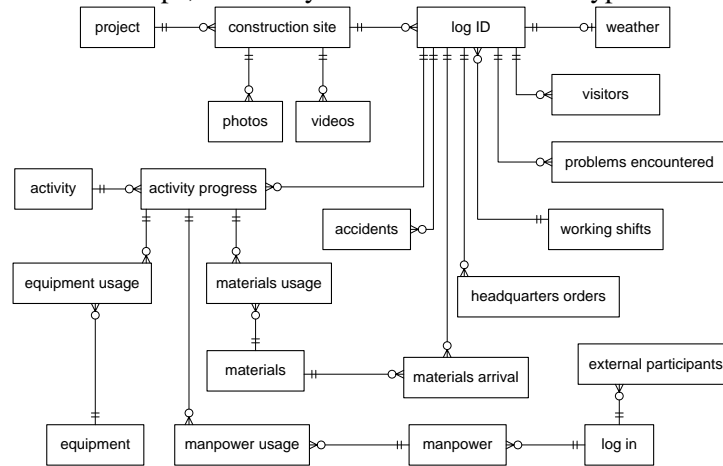 project
construction site
log ID
weather
photos
videos
visitors
problems encountered
activity
activity progress
accidents
working shifts
equipment usage
materials usage
headquarters orders
materials
materials arrival
external participants
equipment
manpower usage
manpower
log in